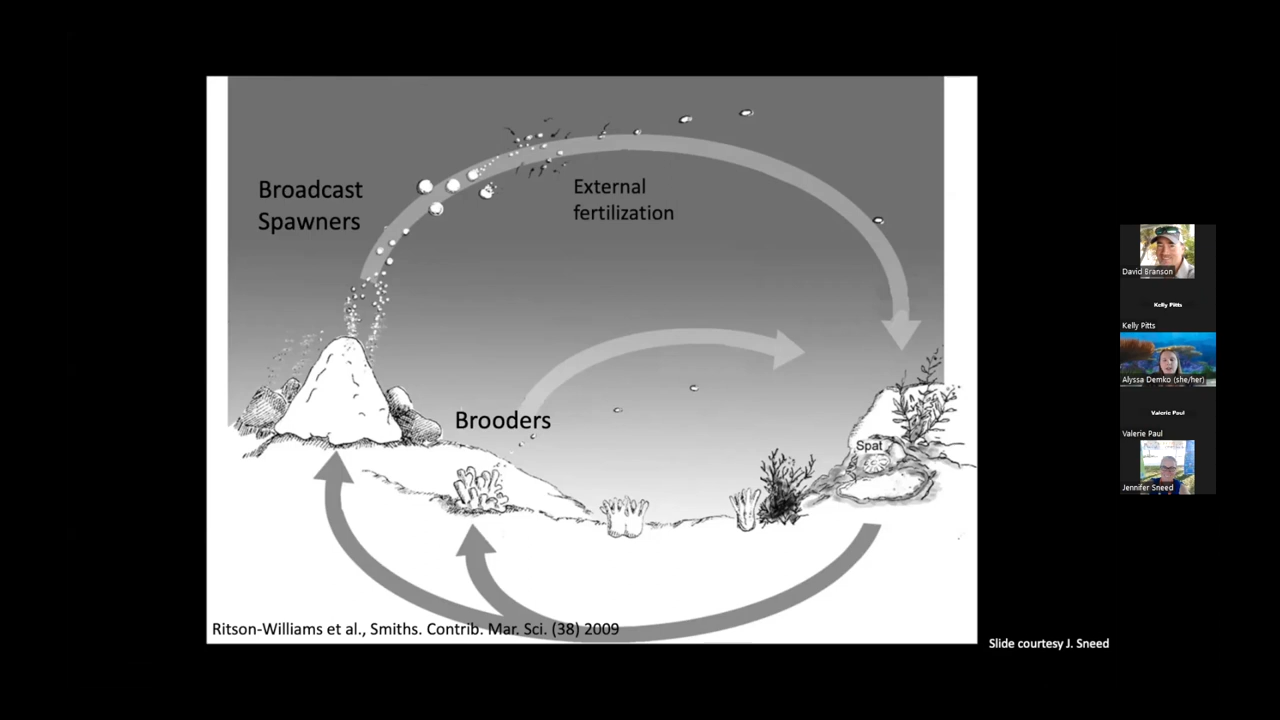 Broadcast
Spawners
External
fertilization
Brooders
Spat
Ritson-Williams et al., Smiths. Contrib. Mar. Sci. (38) 2009
Slide courtesy J. Sneed
David Branson
Kelly Pitts
Kelly Pitts
Alyssa Demko (she/her)
Valerie Paul
Valerie Paul
Jennifer Sneed